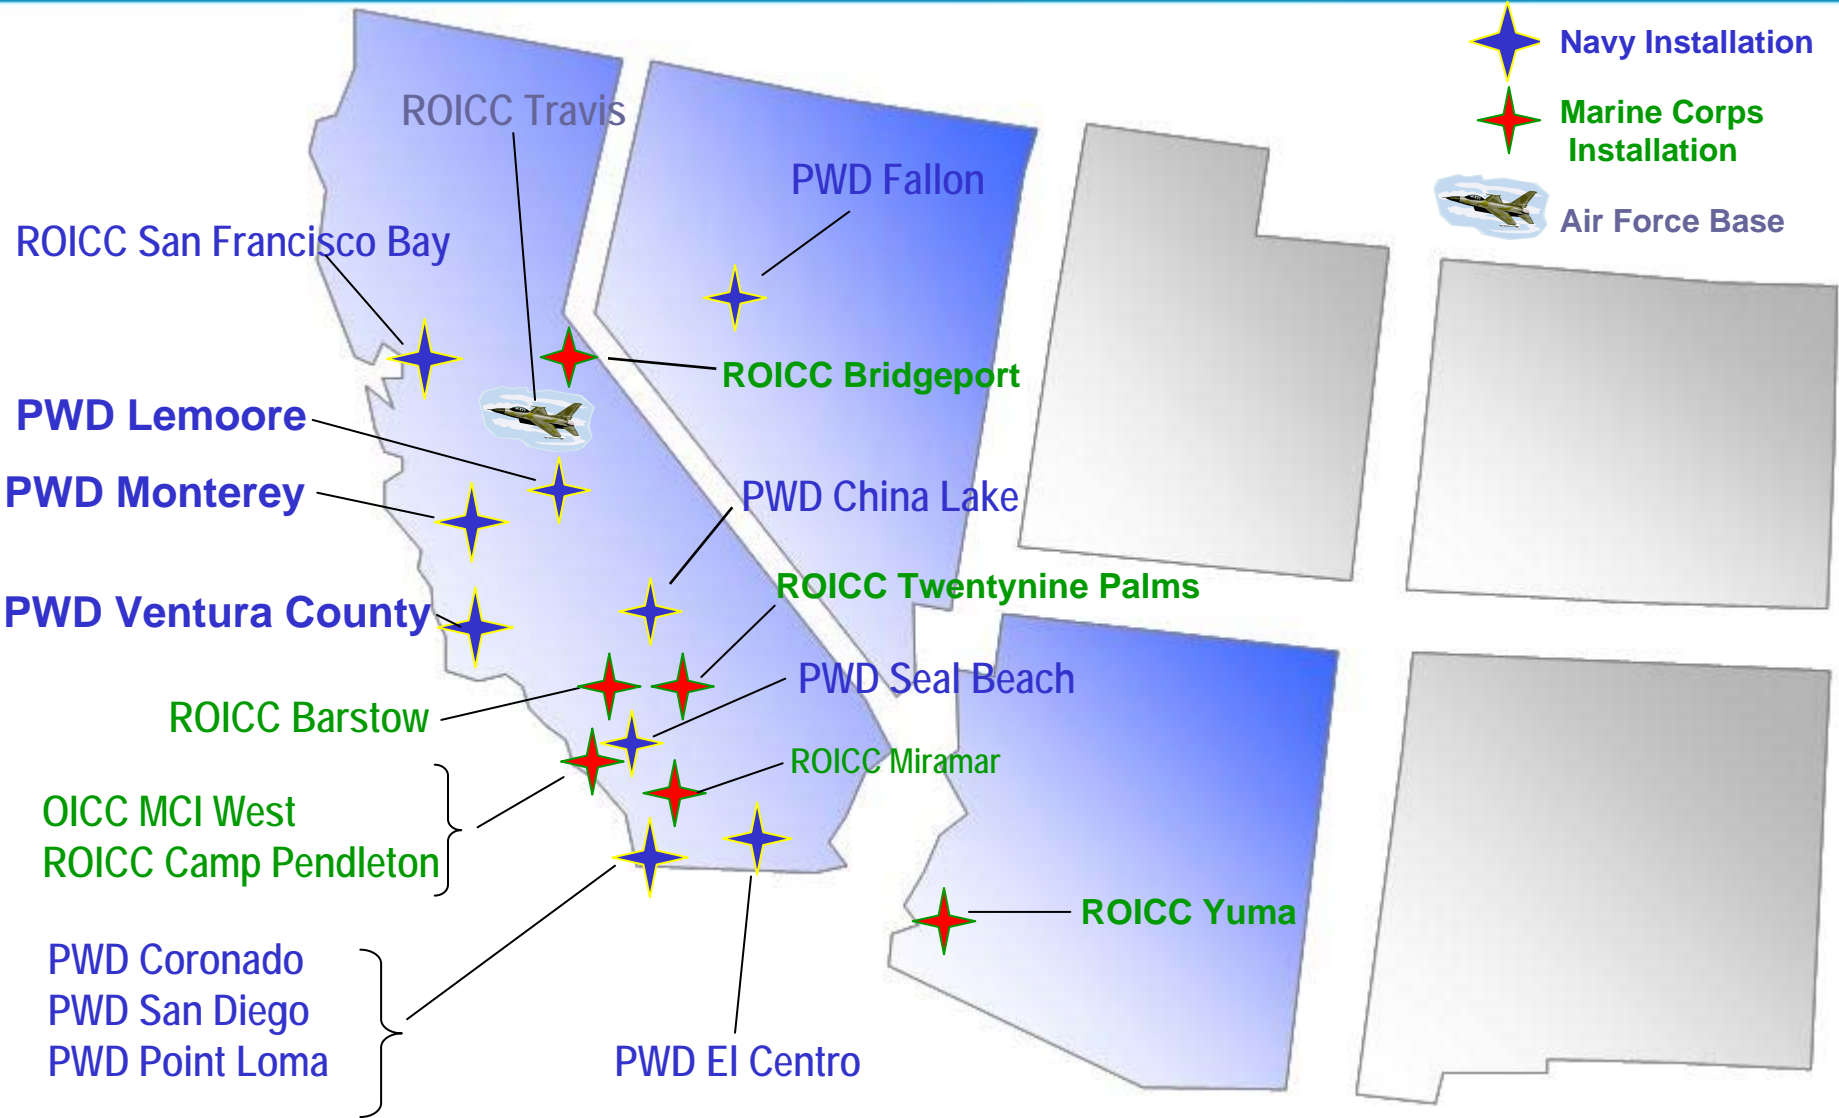 Navy Installation
Marine Corps
Installation
Air Force Base
ROICC Travis
PWD Fallon
ROICC San Francisco Bay
ROICC Bridgeport
PWD Lemoore
PWD Monterey
PWD China Lake
ROICC Twentynine Palms
PWD Ventura County
PWD Seal Beach
ROICC Barstow
ROICC Miramar
OICC MCI West
ROICC Camp Pendleton
ROICC Yuma
PWD Coronado
PWD San Diego
PWD Point Loma
PWD El Centro